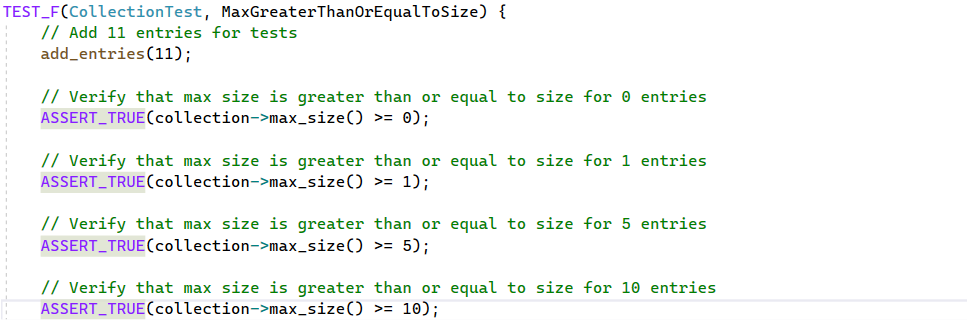 TEST_F(CollectionTest, MaxGreaterThanOrEqualToSize) {
// Add 11 entries for tests
add_entries(11);
// Verify that max size is greater than or equal to size for 0 entries
ASSERT_TRUE(collection->max_size() >= 0);
// Verify that max size is greater than or equal to size for 1 entries
ASSERT_TRUE(collection->max_size() >= 1);
// Verify that max size is greater than or equal to size for 5 entries
ASSERT_TRUE(collection->max_size() >= 5);
// Verify that max size is greater than or equal to size for 10 entries
ASSERT_TRUE(collection->max_size() >= 10);